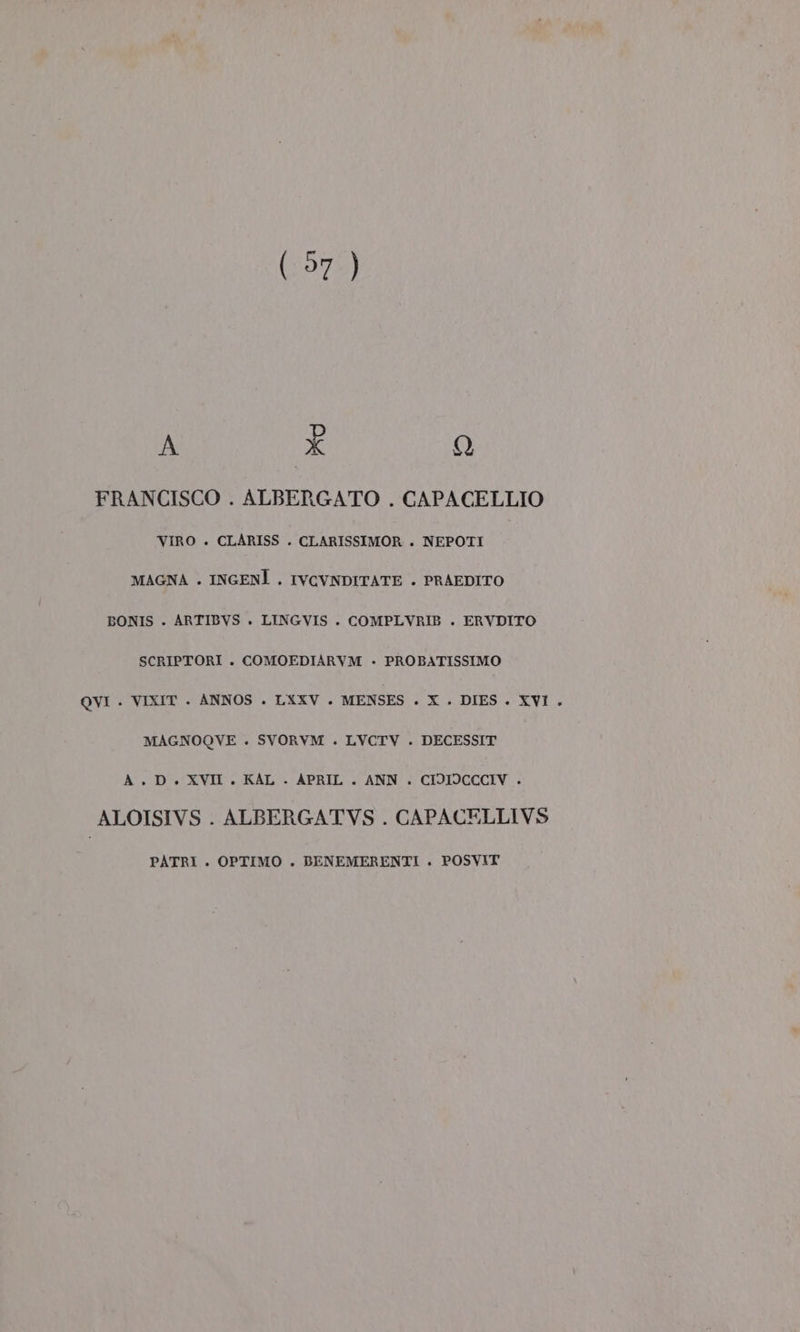 ( 57 )
A ☧ Ω
FRANCISCO . ALBERGATO . CAPACELLIO
VIRO . CLARISS . CLARISSIMOR . NEPOTI
MAGNA . INGENÎ . IVCVNDITATE . PRAEDITO
BONIS . ARTIBVS . LINGVIS . COMPLVRIB . ERVDITO
SCRIPTORI . COMOEDIARVM . PROBATISSIMO
QVI . VIXIT . ANNOS . LXXV . MENSES . X . DIES . XVI .
MAGNOQVE . SVORVM . LVCTV . DECESSIT
A . D . XVII . KAL . APRIL . ANN . CIƆIƆCCCIV .
ALOISIVS . ALBERGATVS . CAPACELLIVS
PATRI . OPTIMO . BENEMERENTI . POSVIT